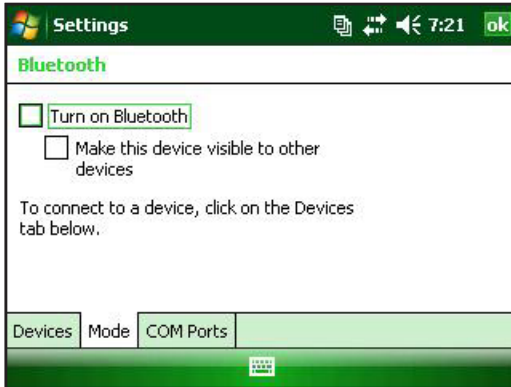 Settings 7:21 ok
Bluetooth
Turn on Bluetooth
Make this device visible to other
devices
To connect to a device, click on the Devices
tab below.
Devices Mode COM Ports